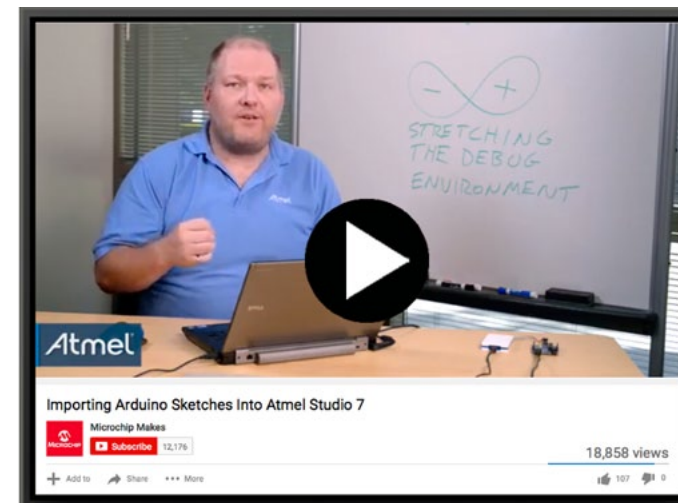 - +
STRETCHING
THE DEBUG
ENVIRONMENT
Atmel
Atmel
Importing Arduino Sketches Into Atmel Studio 7
Microchip Makes
MICROCHIP
Subscribe 12,176
18,858 views
Add to Share More
107 0